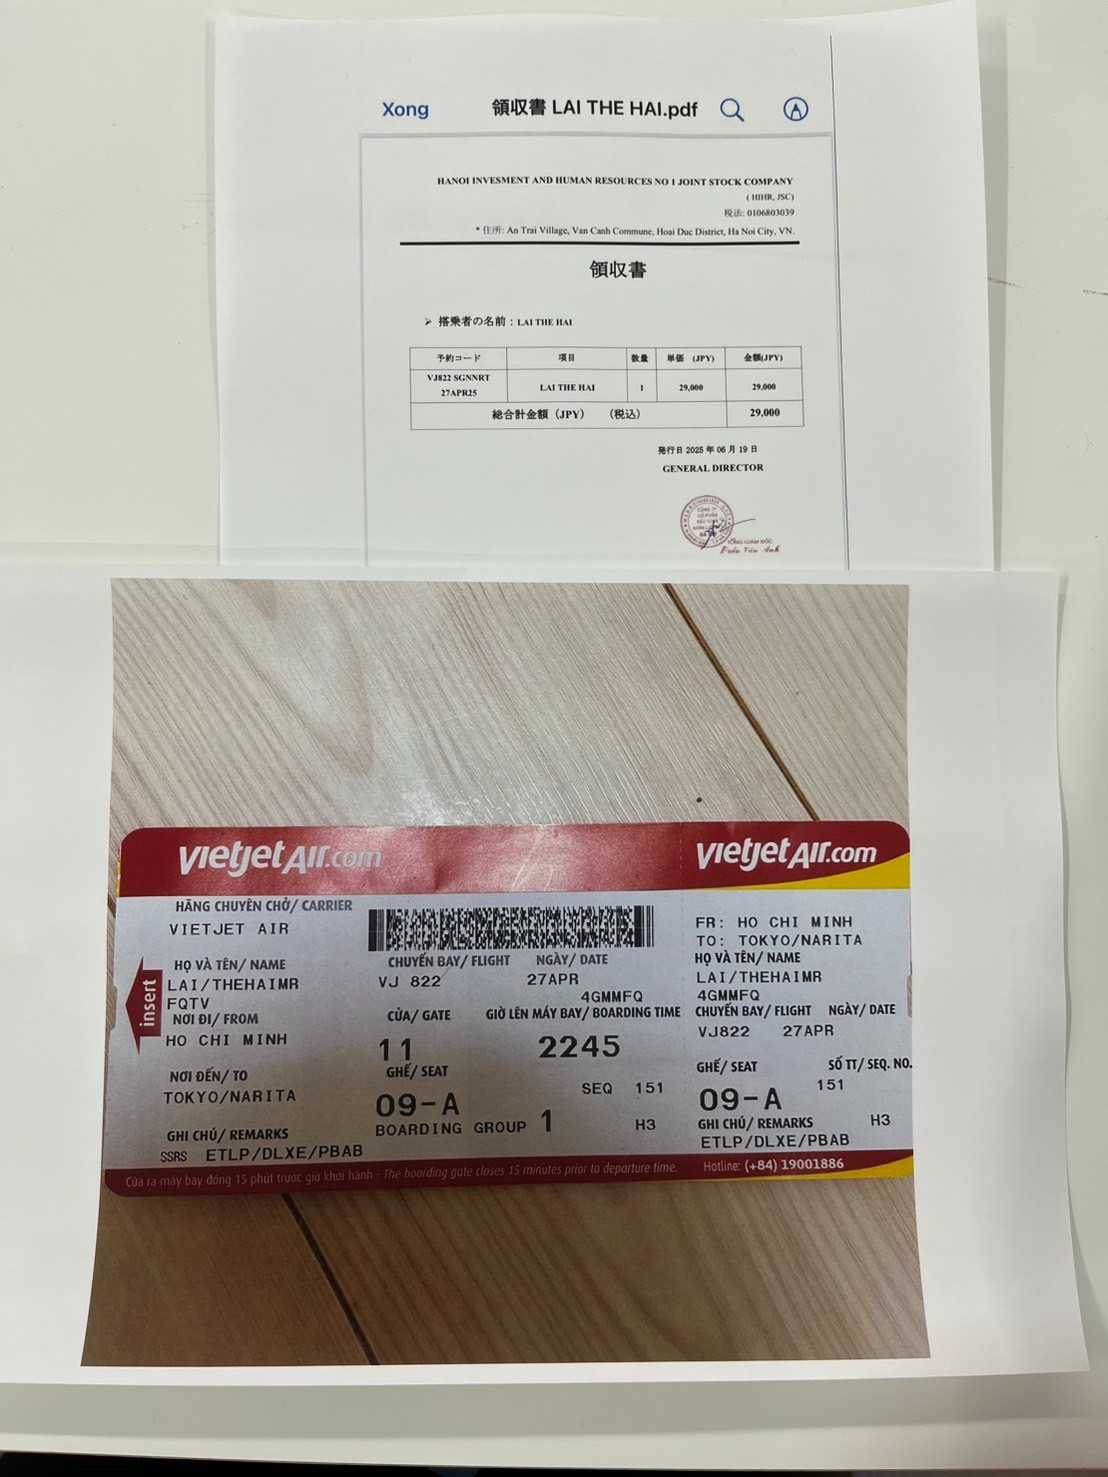 Xong 領収書 LAI THE HAI.pdf
HANOI INVESMENT AND HUMAN RESOURCES NO 1 JOINT STOCK COMPANY
( HIHR, JSC)
税法: 0106803039
* 住所: An Trai Village, Van Canh Commune, Hoai Duc District, Ha Noi City, VN.
領収書
➢ 搭乗者の名前：LAI THE HAI
予約コード 項目 数量 単価 (JPY) 金額(JPY)
VJ822 SGNNRT
27APR25 LAI THE HAI 1 29,000 29,000
総合計金額（JPY） （税込） 29,000
発行日 2025 年 06 月 19 日
GENERAL DIRECTOR
CÔNG TY
CỔ PHẦN
TỔNG GIÁM ĐỐC
Trần Văn Anh
vietjetAir.com vietjetAir.com
HÃNG CHUYÊN CHỞ/ CARRIER
VIETJET AIR
FR: HO CHI MINH
TO: TOKYO/NARITA
HỌ VÀ TÊN/ NAME CHUYẾN BAY/ FLIGHT NGÀY/ DATE HỌ VÀ TÊN/ NAME
LAI/THEHAIMR VJ 822 27APR LAI/THEHAIMR
FQTV 4GMMFQ 4GMMFQ
NƠI ĐI/ FROM CỬA/ GATE GIỜ LÊN MÁY BAY/ BOARDING TIME CHUYẾN BAY/ FLIGHT NGÀY/ DATE
HO CHI MINH 11 2245 VJ822 27APR
insert
NƠI ĐẾN/ TO GHẾ/ SEAT GHẾ/ SEAT SỐ TT/ SEQ. NO.
TOKYO/NARITA 09-A SEQ 151 09-A 151
BOARDING GROUP 1 H3 H3
GHI CHÚ/ REMARKS GHI CHÚ/ REMARKS
SSRS ETLP/DLXE/PBAB ETLP/DLXE/PBAB
Cửa ra máy bay đóng 15 phút trước giờ khởi hành - The boarding gate closes 15 minutes prior to departure time. Hotline: (+84) 19001886